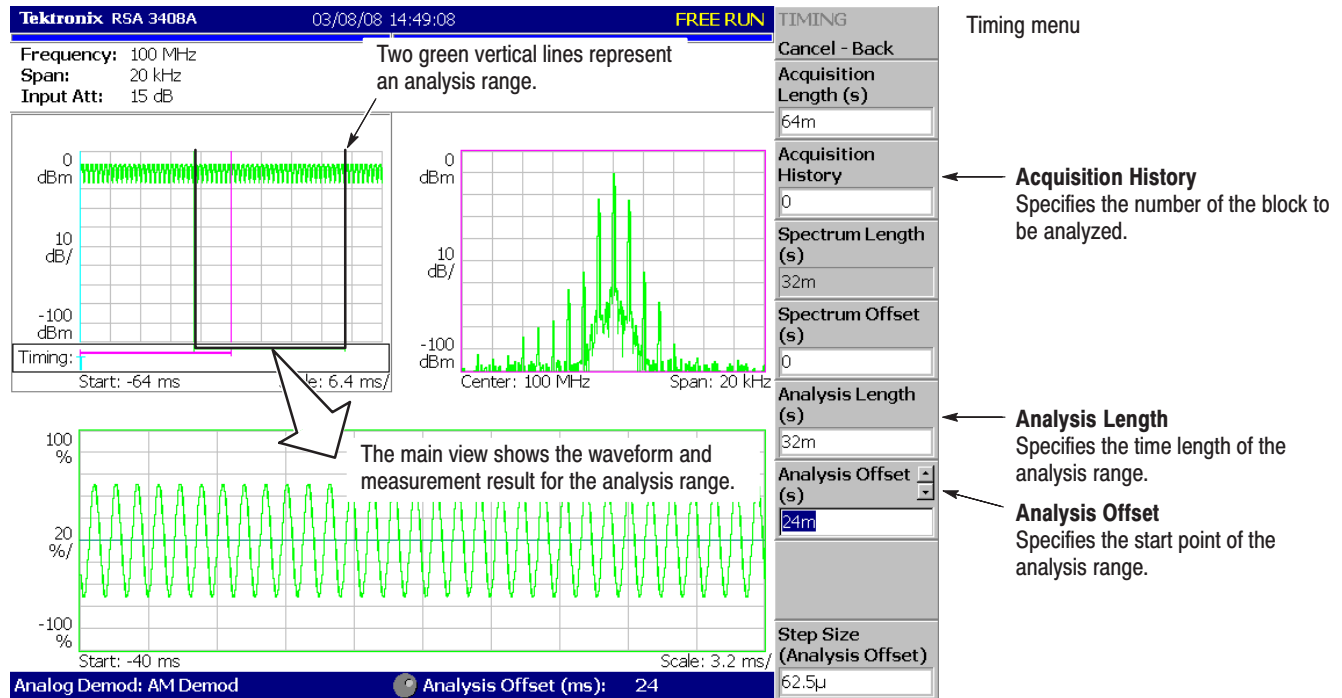 Tektronix RSA 3408A 03/08/08 14:49:08 FREE RUN
Frequency: 100 MHz
Span: 20 kHz
Input Att: 15 dB
Two green vertical lines represent
an analysis range.
0
dBm
10
dB/
-100
dBm
Timing:
Start: -64 ms
6.4 ms/
0
dBm
10
dB/
-100
dBm
Center: 100 MHz Span: 20 kHz
100
%
20
%/
-100
%
The main view shows the waveform and
measurement result for the analysis range.
Start: -40 ms Scale: 3.2 ms/
Analog Demod: AM Demod Analysis Offset (ms): 24
TIMING
Cancel - Back
Acquisition
Length (s)
64m
Acquisition
History
0
Spectrum Length
(s)
32m
Spectrum Offset
(s)
0
Analysis Length
(s)
32m
Analysis Offset
(s)
24m
Step Size
(Analysis Offset)
62.5µ
Timing menu
Acquisition History
Specifies the number of the block to
be analyzed.
Analysis Length
Specifies the time length of the
analysis range.
Analysis Offset
Specifies the start point of the
analysis range.